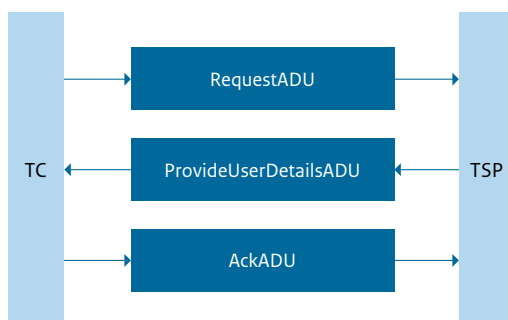 RequestADU
TC
ProvideUserDetailsADU
TSP
AckADU